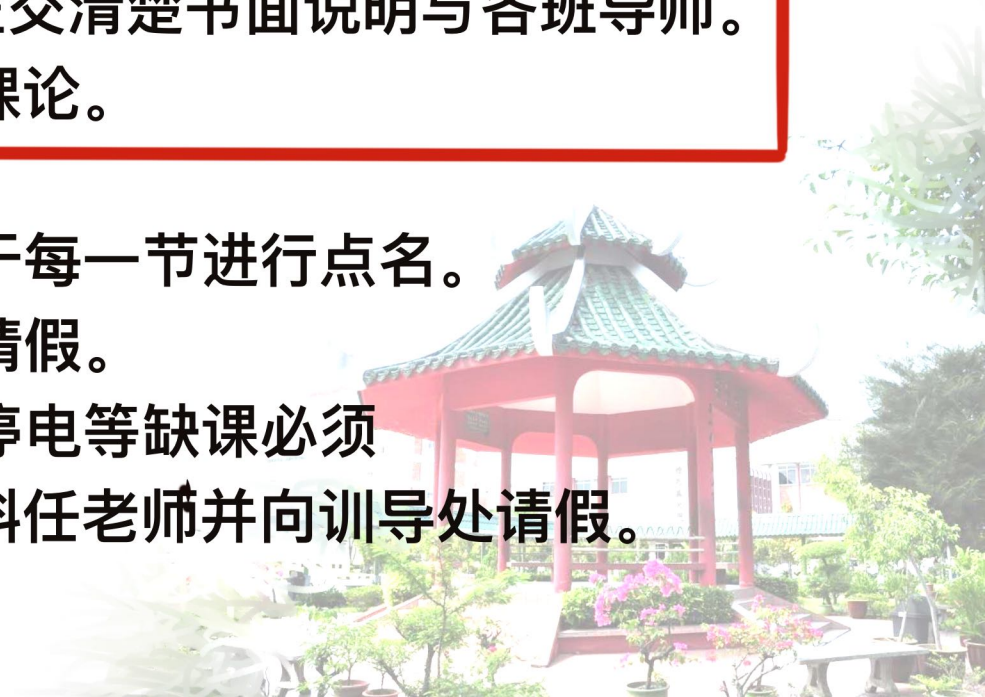 交清楚书面说明与各班导师。
课论。
于每一节进行点名。
请假。
停电等缺课必须
科任老师并向训导处请假。